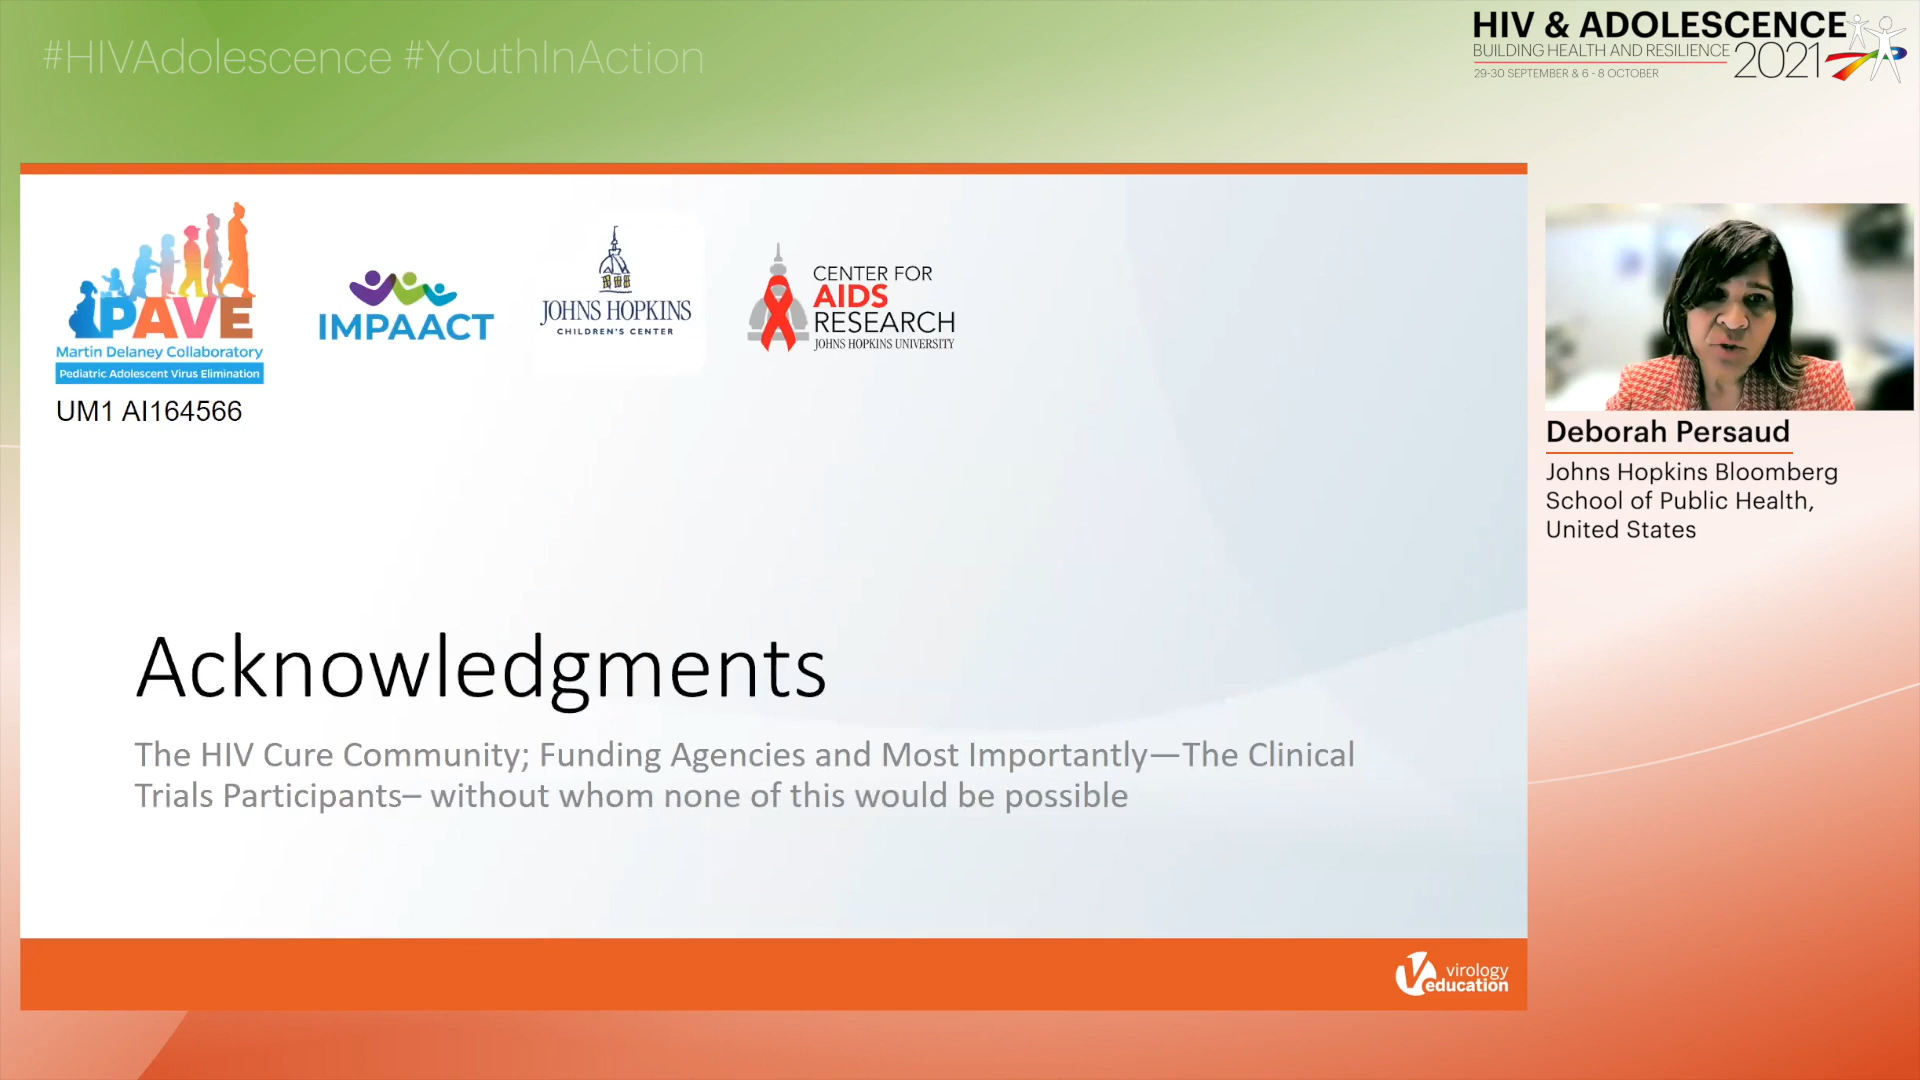 #HIVAdolescence #YouthInAction
HIV & ADOLESCENCE
BUILDING HEALTH AND RESILIENCE
2021
29-30 SEPTEMBER & 6 - 8 OCTOBER
PAVE
Martin Delaney Collaboratory
Pediatric Adolescent Virus Elimination
UM1 AI164566
IMPAACT
JOHNS HOPKINS
CHILDREN'S CENTER
CENTER FOR
AIDS
RESEARCH
JOHNS HOPKINS UNIVERSITY
Deborah Persaud
Johns Hopkins Bloomberg
School of Public Health,
United States
Acknowledgments
The HIV Cure Community; Funding Agencies and Most Importantly—The Clinical
Trials Participants– without whom none of this would be possible
virology
education